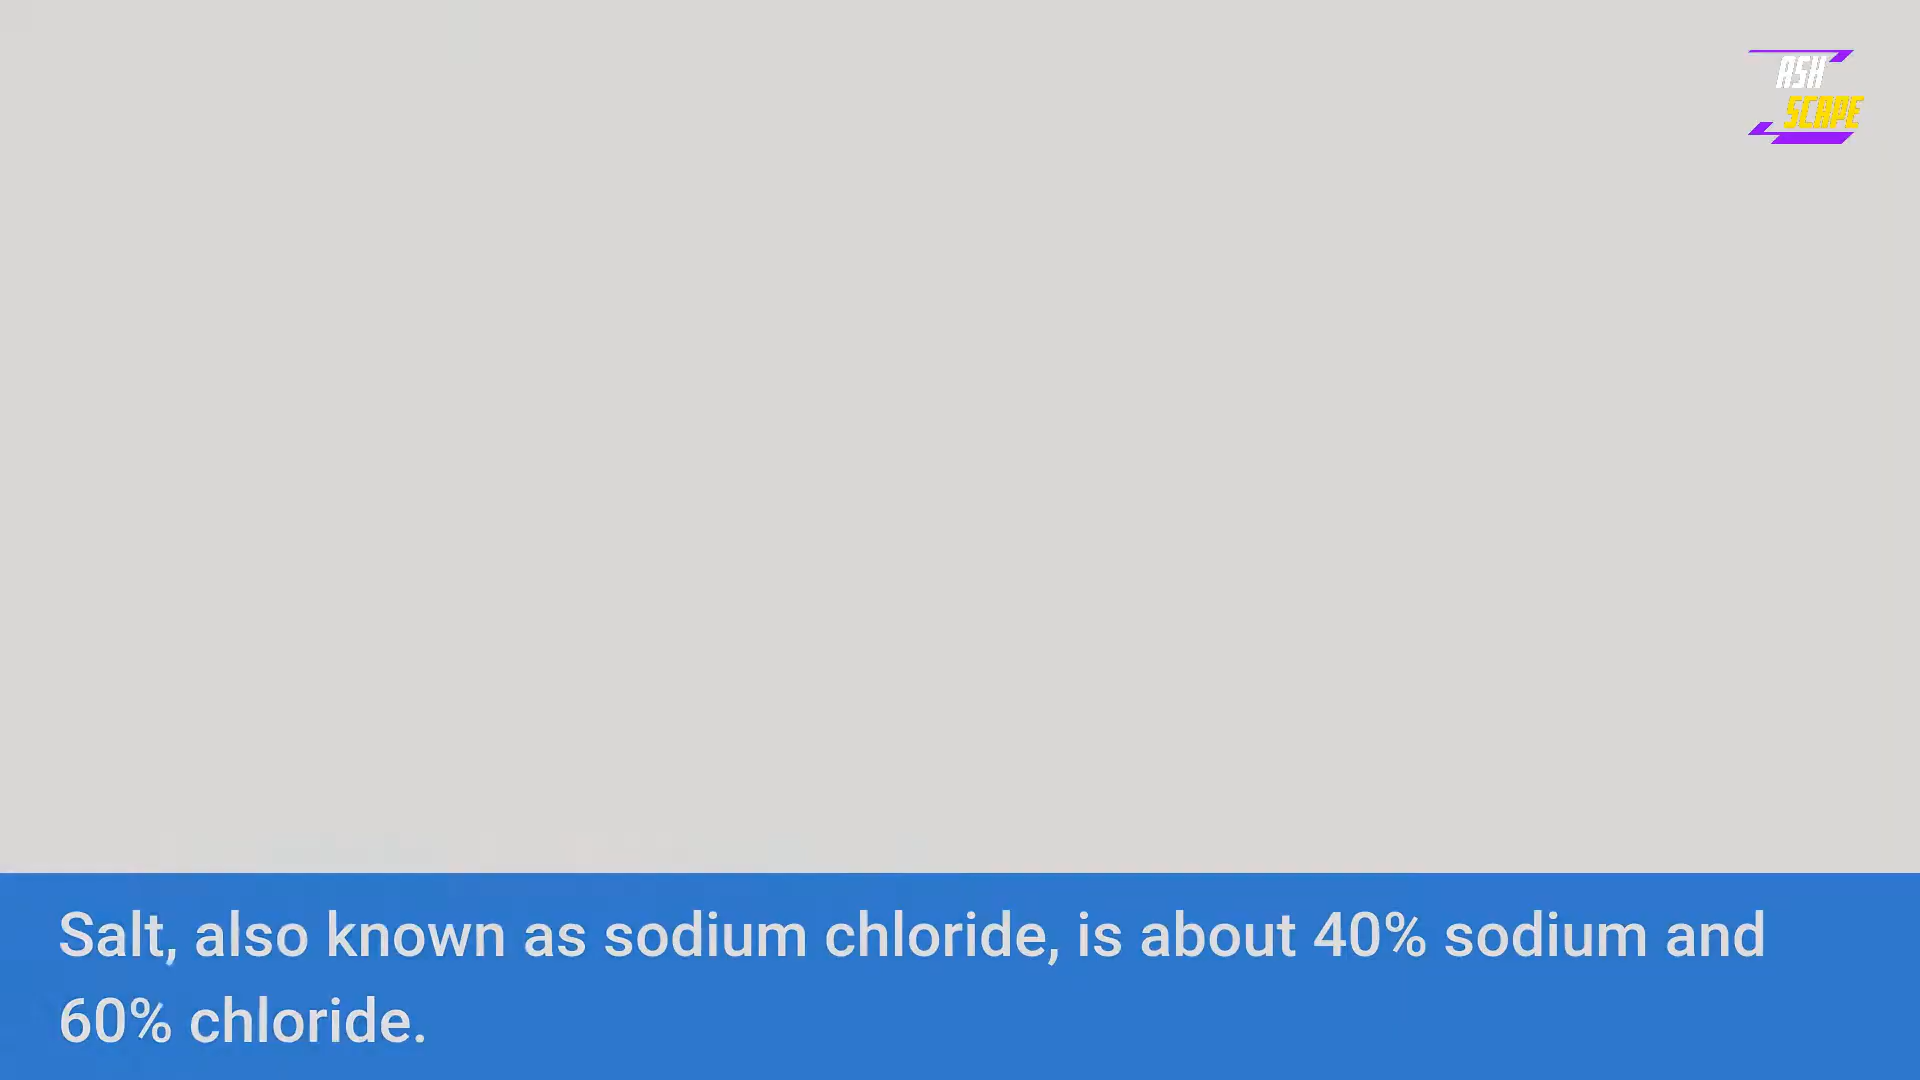 ASH
SCAPE
Salt, also known as sodium chloride, is about 40% sodium and
60% chloride.